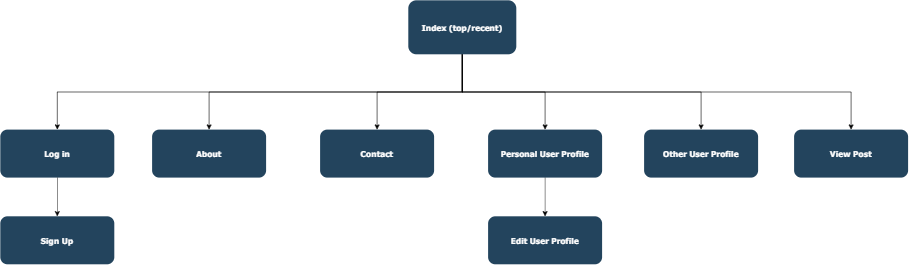 Index (top/recent)
Log in
About
Contact
Personal User Profile
Other User Profile
View Post
Sign Up
Edit User Profile